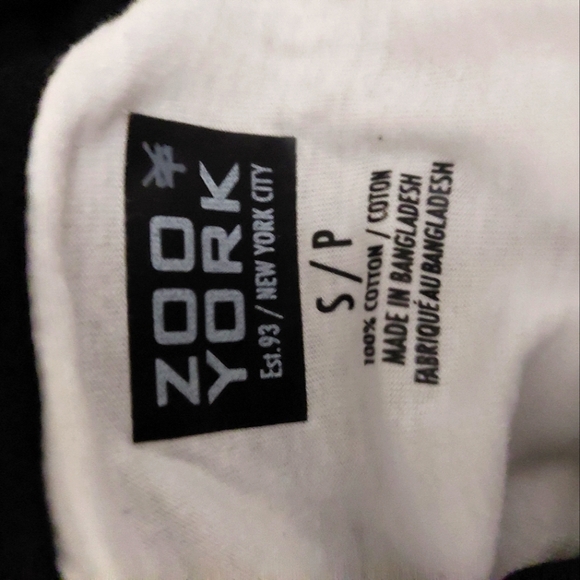 ZOO
YORK
Est.93 / NEW YORK CITY
S / P
100% COTTON / COTON
MADE IN BANGLADESH
FABRIQUÉ AU BANGLADESH